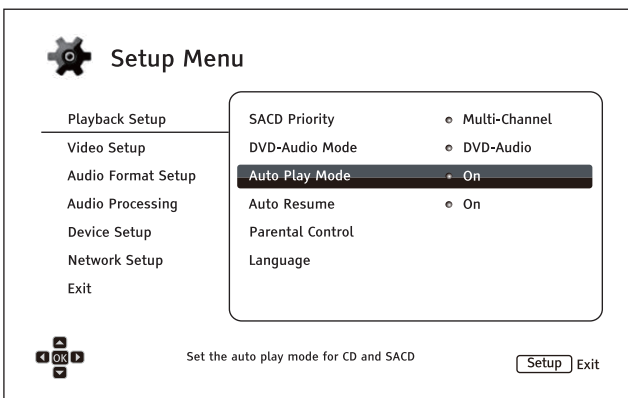 Setup Menu
Playback Setup
Video Setup
Audio Format Setup
Audio Processing
Device Setup
Network Setup
Exit
SACD Priority Multi-Channel
DVD-Audio Mode DVD-Audio
Auto Play Mode On
Auto Resume On
Parental Control
Language
OK
Set the auto play mode for CD and SACD
Setup Exit